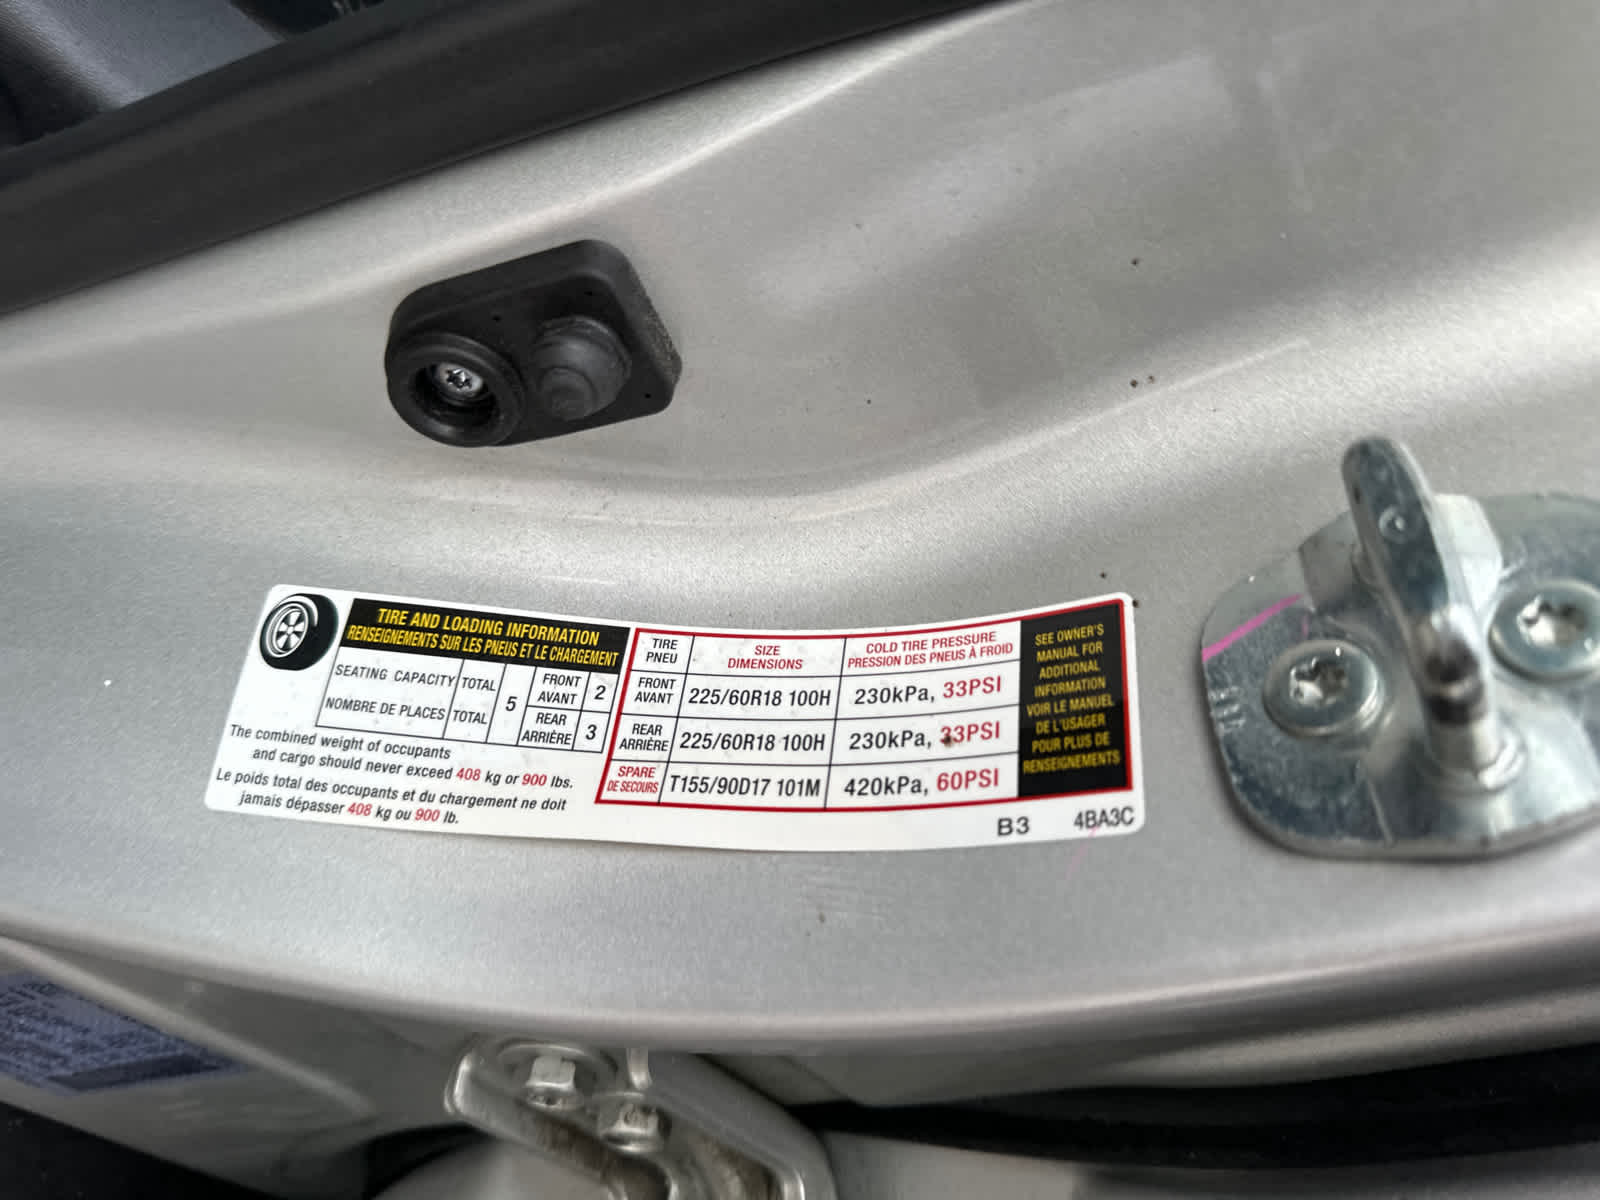 TIRE AND LOADING INFORMATION
RENSEIGNEMENTS SUR LES PNEUS ET LE CHARGEMENT
SEATING CAPACITY TOTAL
NOMBRE DE PLACES TOTAL
5
FRONT
AVANT
2
REAR
ARRIÈRE
3
The combined weight of occupants
and cargo should never exceed 408 kg or 900 lbs.
Le poids total des occupants et du chargement ne doit
jamais dépasser 408 kg ou 900 lb.
TIRE
PNEU
SIZE
DIMENSIONS
COLD TIRE PRESSURE
PRESSION DES PNEUS À FROID
FRONT
AVANT
225/60R18 100H
230kPa, 33PSI
REAR
ARRIÈRE
225/60R18 100H
230kPa, 33PSI
SPARE
DE SECOURS
T155/90D17 101M
420kPa, 60PSI
SEE OWNER'S
MANUAL FOR
ADDITIONAL
INFORMATION
VOIR LE MANUEL
DE L'USAGER
POUR PLUS DE
RENSEIGNEMENTS
B3 4BA3C